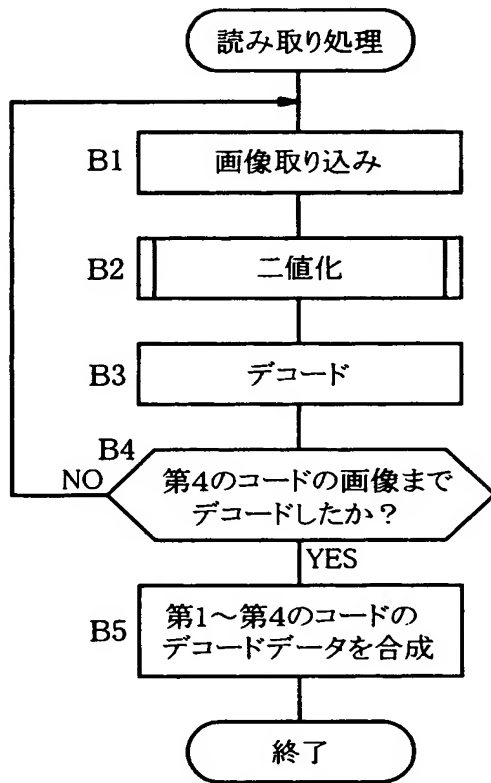 読み取り処理
B1
画像取り込み
B2
二値化
B3
デコード
B4
NO
第4のコードの画像まで
デコードしたか?
YES
B5
第1～第4のコードの
デコードデータを合成
終了